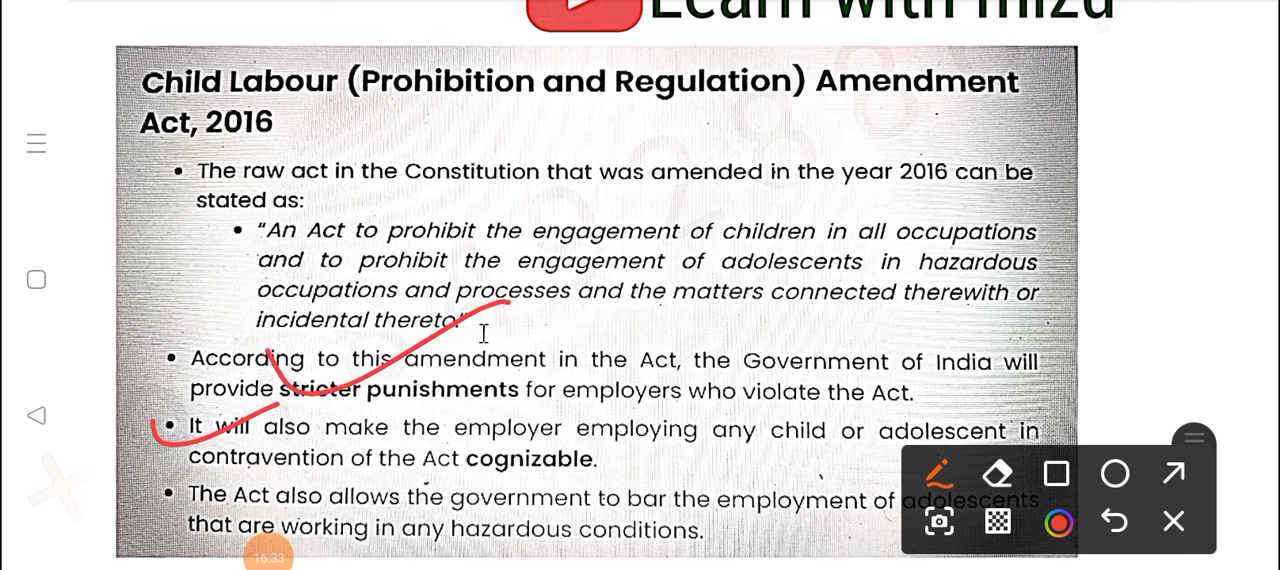 Learn with mizu
Child Labour (Prohibition and Regulation) Amendment
Act, 2016
• The raw act in the Constitution that was amended in the year 2016 can be
stated as:
• "An Act to prohibit the engagement of children in all occupations
and to prohibit the engagement of adolescents in hazardous
occupations and processes and the matters connected therewith or
incidental thereto."
• According to this amendment in the Act, the Government of India will
provide stricter punishments for employers who violate the Act.
• It will also make the employer employing any child or adolescent in
contravention of the Act cognizable.
• The Act also allows the government to bar the employment of adolescents
that are working in any hazardous conditions.
16.33